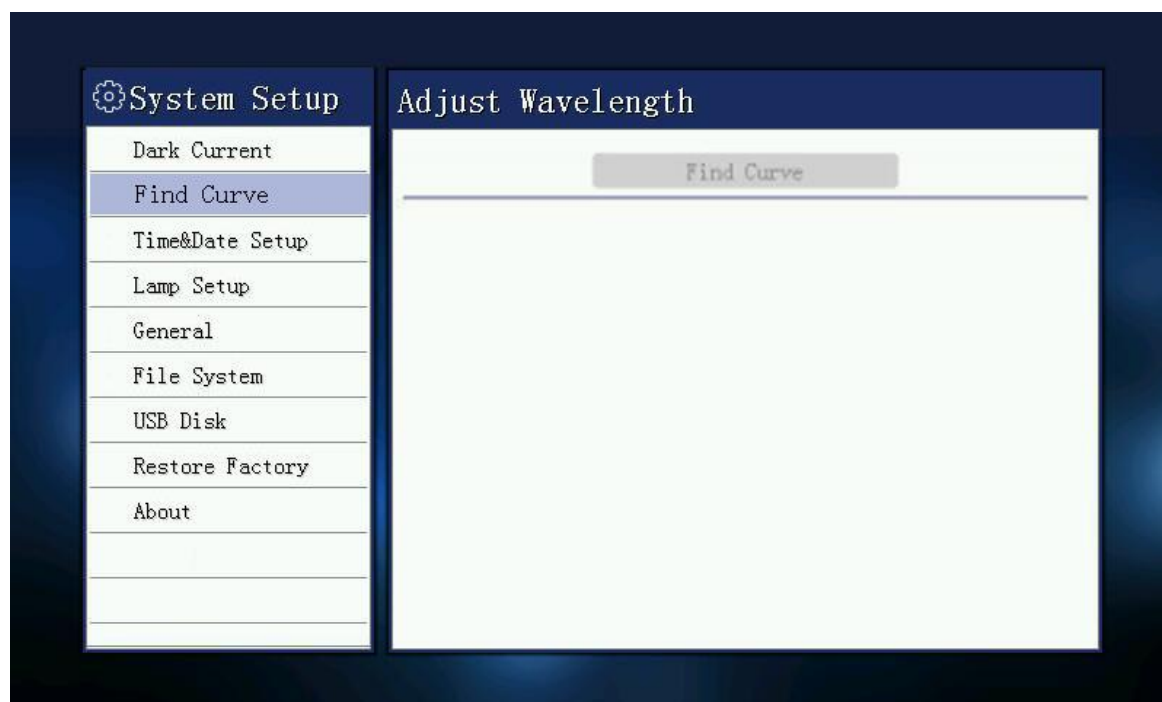 System Setup
Dark Current
Find Curve
Time&Date Setup
Lamp Setup
General
File System
USB Disk
Restore Factory
About
Adjust Wavelength
Find Curve